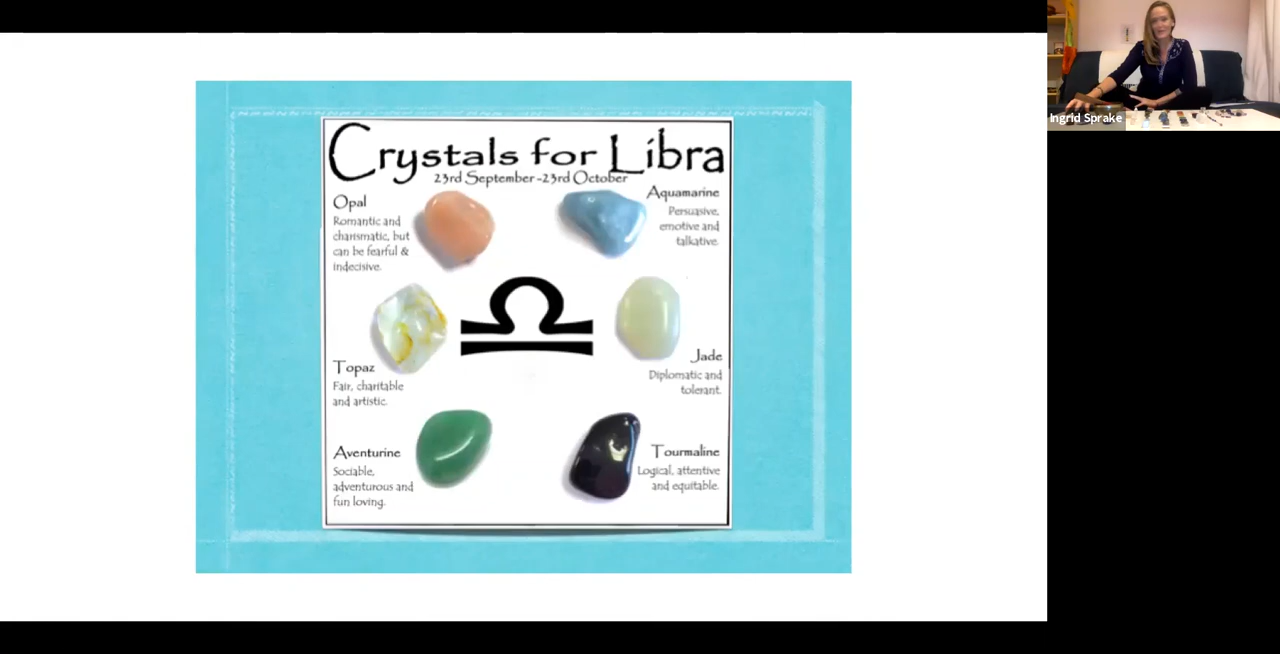 Crystals for Libra
23rd September -23rd October
Opal
Romantic and
charismatic, but
can be fearful &
indecisive.
Aquamarine
Persuasive,
emotive and
talkative.
Topaz
Fair, charitable
and artistic.
Jade
Diplomatic and
tolerant.
Aventurine
Sociable,
adventurous and
fun loving.
Tourmaline
Logical, attentive
and equitable.
Ingrid Sprake